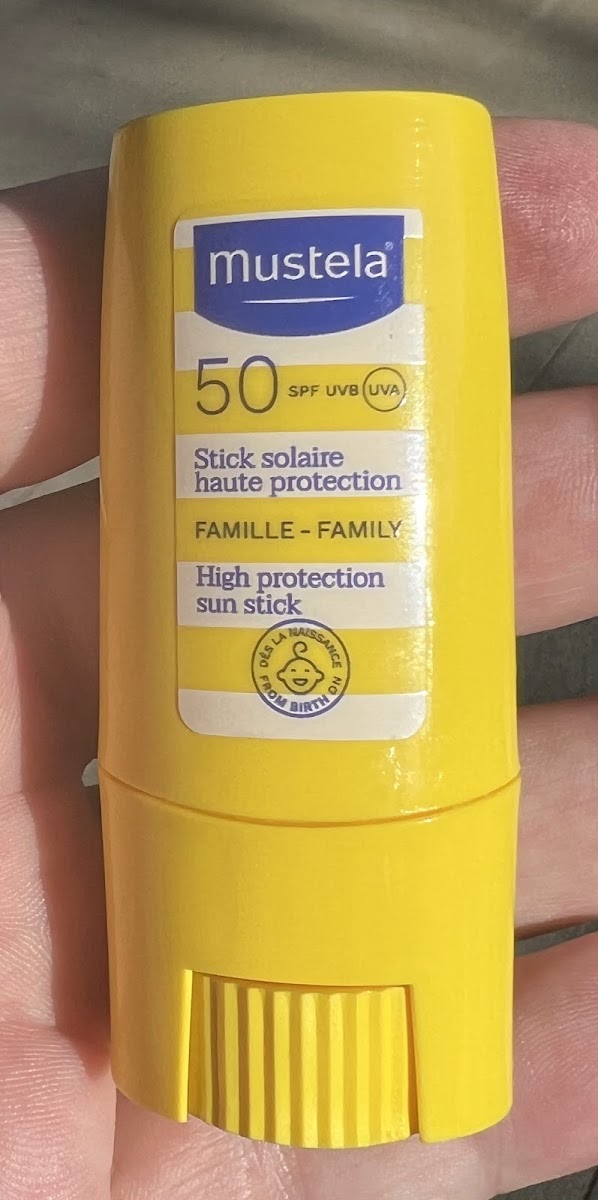 mustela®
50 SPF UVB UVA
Stick solaire
haute protection
FAMILLE - FAMILY
High protection
sun stick
DÈS LA NAISSANCE
FROM BIRTH ON